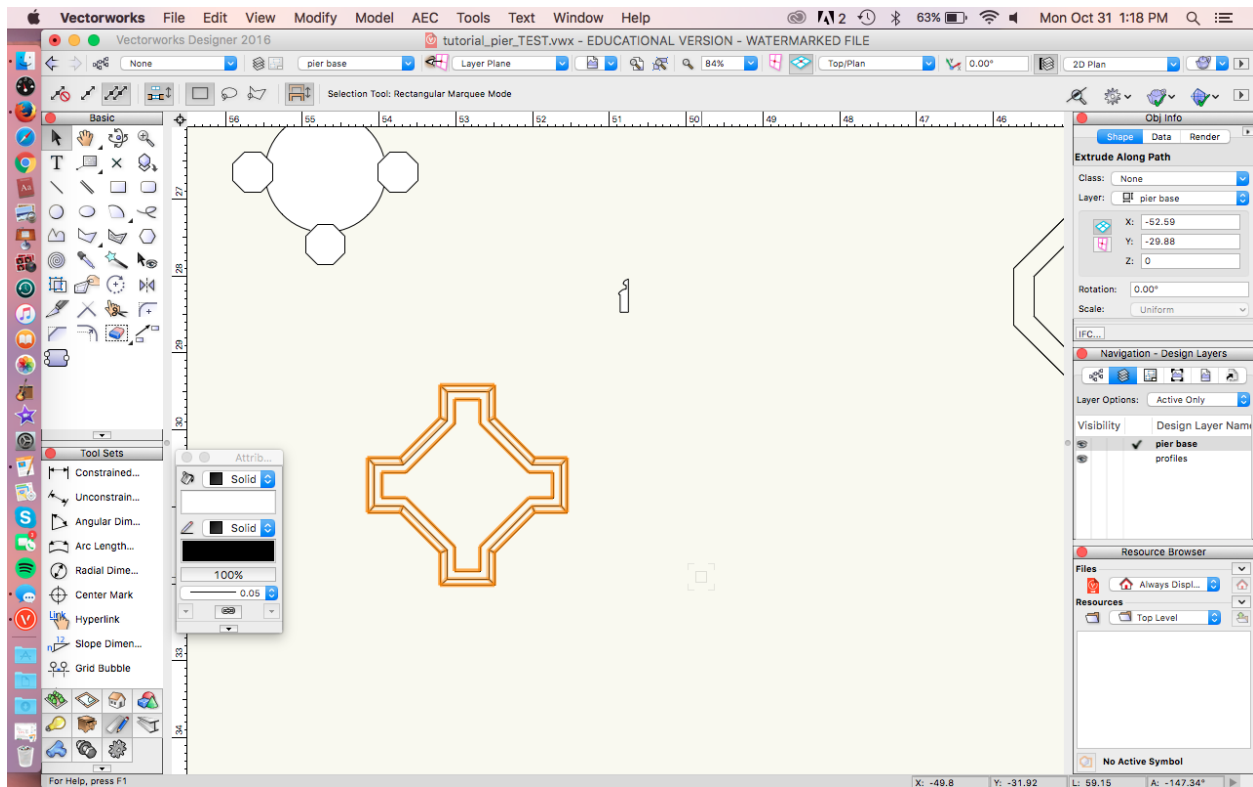 Vectorworks File Edit View Modify Model AEC Tools Text Window Help 2 63% Mon Oct 31 1:18 PM
Vectorworks Designer 2016 tutorial_pier_TEST.vwx - EDUCATIONAL VERSION - WATERMARKED FILE
None pier base Layer Plane 84% Top/Plan 0.00° 2D Plan
Selection Tool: Rectangular Marquee Mode
Basic
56 55 54 53 52 51 50 49 48 47 46
27
28
29
30
33
34
Tool Sets
Constrained...
Unconstrain...
Angular Dim...
Arc Length...
Radial Dime...
Center Mark
Link Hyperlink
12 n Slope Dimen...
Grid Bubble
Attrib...
Solid
Solid
100%
0.05
Obj Info
Shape Data Render
Extrude Along Path
Class: None
Layer: pier base
X: -52.59
Y: -29.88
Z: 0
Rotation: 0.00°
Scale: Uniform
IFC...
Navigation - Design Layers
Layer Options: Active Only
Visibility Design Layer Nam
pier base
profiles
Resource Browser
Files
Always Displ...
Resources
Top Level
No Active Symbol
For Help, press F1 X: -49.8 Y: -31.92 L: 59.15 A: -147.34°